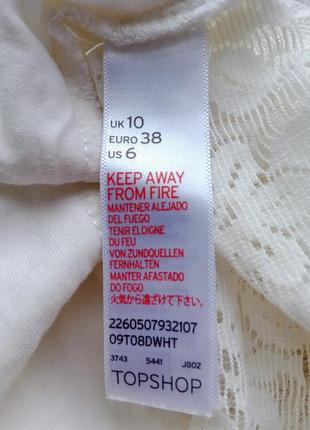 UK 10
EURO 38
US 6
KEEP AWAY
FROM FIRE
MANTENER ALEJADO
DEL FUEGO
TENIR ELOIGNE
DU FEU
VON ZUNDQUELLEN
FERNHALTEN
MANTER AFASTADO
DO FOGO
火気から遠ざけて下さい。
2260507932107
09T08DWHT
3743 5441 JB02
TOPSHOP